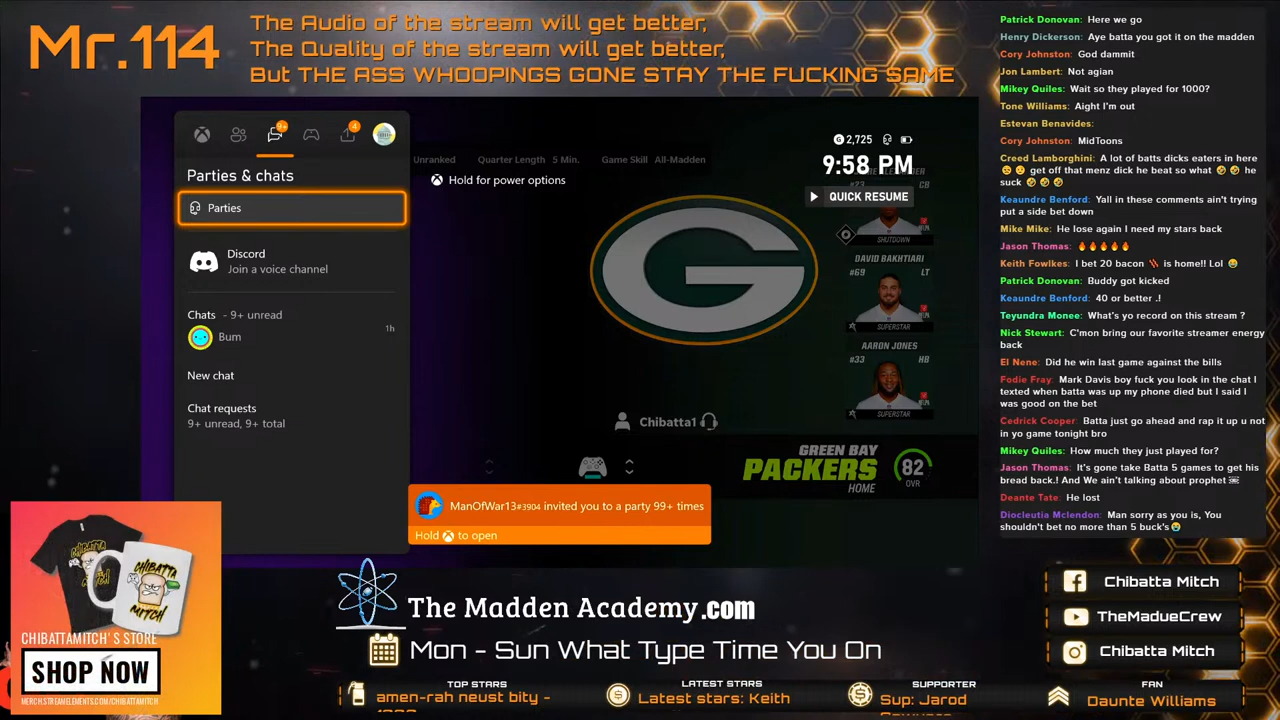 Mr.114
The Audio of the stream will get better,
The Quality of the stream will get better,
But THE ASS WHOOPINGS GONE STAY THE FUCKING SAME
9+
4
Parties & chats
Parties
Discord
Join a voice channel
Chats - 9+ unread
Bum
1h
New chat
Chat requests
9+ unread, 9+ total
Unranked Quarter Length 5 Min. Game Skill All-Madden
Hold for power options
G 2,725
9:58 PM
QUICK RESUME
#23 CB
SHUTDOWN
DAVID BAKHTIARI
#69 LT
SUPERSTAR
AARON JONES
#33 HB
SUPERSTAR
G
Chibatta1
GREEN BAY
PACKERS
HOME
82
OVR
ManOfWar13#3904 invited you to a party 99+ times
Hold to open
Patrick Donovan: Here we go
Henry Dickerson: Aye batta you got it on the madden
Cory Johnston: God dammit
Jon Lambert: Not agian
Mikey Quiles: Wait so they played for 1000?
Tone Williams: Aight I'm out
Estevan Benavides:
Cory Johnston: MidToons
Creed Lamborghini: A lot of batts dicks eaters in here
😒 😒 get off that menz dick he beat so what 🤣 🤣 he
suck 🤣 🤣 🤣
Keaundre Benford: Yall in these comments ain't trying
put a side bet down
Mike Mike: He lose again I need my stars back
Jason Thomas: 🔥🔥🔥🔥🔥
Keith Fowlkes: I bet 20 bacon 🥓 is home!! Lol 😂
Patrick Donovan: Buddy got kicked
Keaundre Benford: 40 or better .!
Teyundra Monee: What's yo record on this stream ?
Nick Stewart: C'mon bring our favorite streamer energy
back
El Nene: Did he win last game against the bills
Fodie Fray: Mark Davis boy fuck you look in the chat I
texted when batta was up my phone died but I said I
was good on the bet
Cedrick Cooper: Batta just go ahead and rap it up u not
in yo game tonight bro
Mikey Quiles: How much they just played for?
Jason Thomas: It's gone take Batta 5 games to get his
bread back.! And We ain't talking about prophet
Deante Tate: He lost
Diocleutia Mclendon: Man sorry as you is, You
shouldn't bet no more than 5 buck's😭
CHIBATTA
MITCH
CHIBATTA
MITCH
CHIBATTAMITCH' S STORE
SHOP NOW
MERCH.STREAMELEMENTS.COM/CHIBATTAMITCH
The Madden Academy.com
Mon - Sun What Type Time You On
Chibatta Mitch
TheMadueCrew
Chibatta Mitch
TOP STARS
amen-rah neust bity -
LATEST STARS
Latest stars: Keith
SUPPORTER
Sup: Jarod
FAN
Daunte Williams